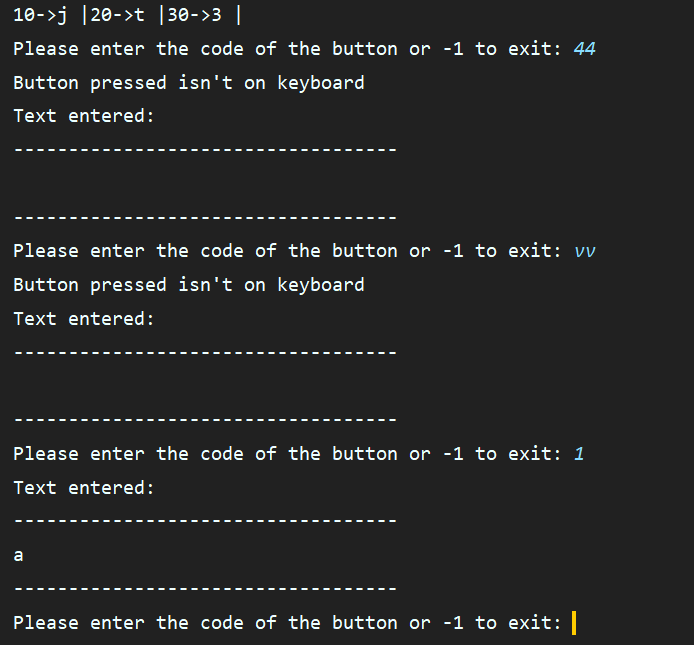 10->j |20->t |30->3 |
Please enter the code of the button or -1 to exit: 44
Button pressed isn't on keyboard
Text entered:
-----------------------------------

-----------------------------------
Please enter the code of the button or -1 to exit: vv
Button pressed isn't on keyboard
Text entered:
-----------------------------------

-----------------------------------
Please enter the code of the button or -1 to exit: 1
Text entered:
-----------------------------------
a
-----------------------------------
Please enter the code of the button or -1 to exit: